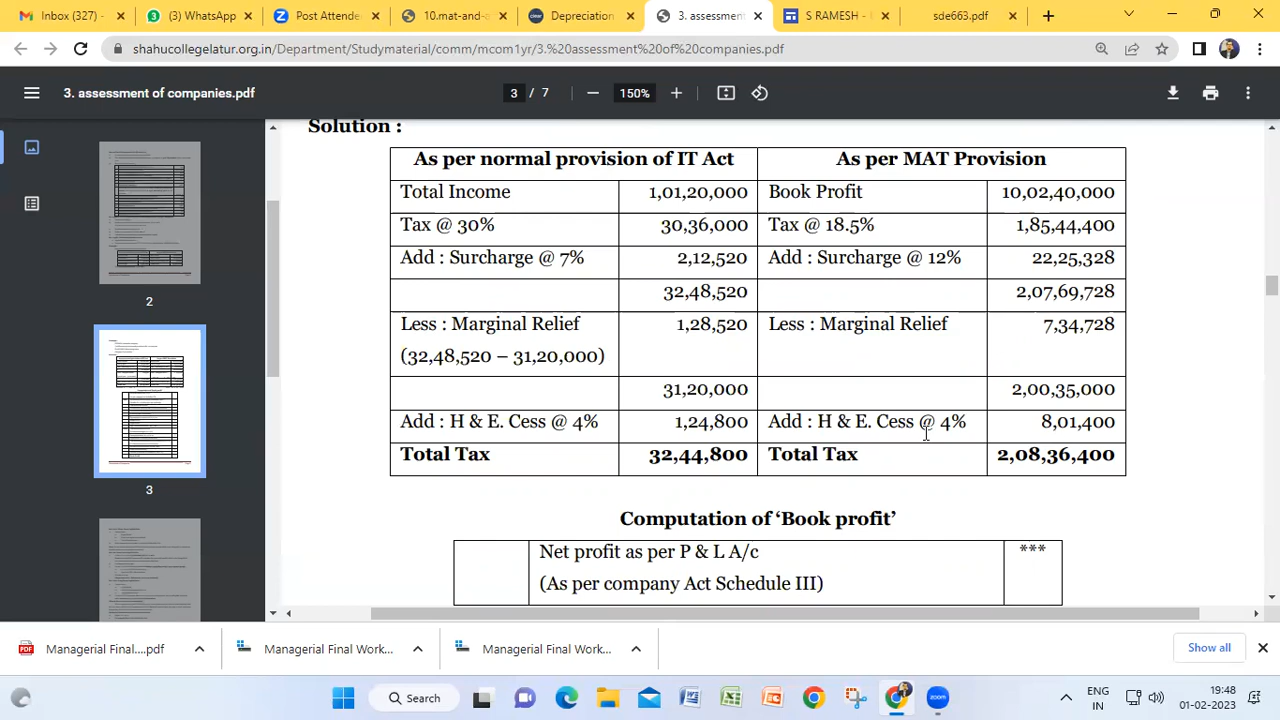 Inbox (327) -
(3) WhatsApp
Post Attende
10.mat-and-a
Depreciation
3. assessment
S RAMESH -
sde663.pdf
shahucollegelatur.org.in/Department/Studymaterial/comm/mcom1yr/3.%20assessment%20of%20companies.pdf
3. assessment of companies.pdf
3 / 7
150%
Solution :
As per normal provision of IT Act As per MAT Provision
Total Income 1,01,20,000 Book Profit 10,02,40,000
Tax @ 30% 30,36,000 Tax @ 18.5% 1,85,44,400
Add : Surcharge @ 7% 2,12,520 Add : Surcharge @ 12% 22,25,328
32,48,520 2,07,69,728
Less : Marginal Relief 1,28,520 Less : Marginal Relief 7,34,728
(32,48,520 – 31,20,000)
31,20,000 2,00,35,000
Add : H & E. Cess @ 4% 1,24,800 Add : H & E. Cess @ 4% 8,01,400
Total Tax 32,44,800 Total Tax 2,08,36,400
Computation of ‘Book profit’
Net profit as per P & L A/c ***
(As per company Act Schedule III)
2
3
Managerial Final....pdf
Managerial Final Work...
Managerial Final Work...
Show all
Search
ENG
IN
19:48
01-02-2023